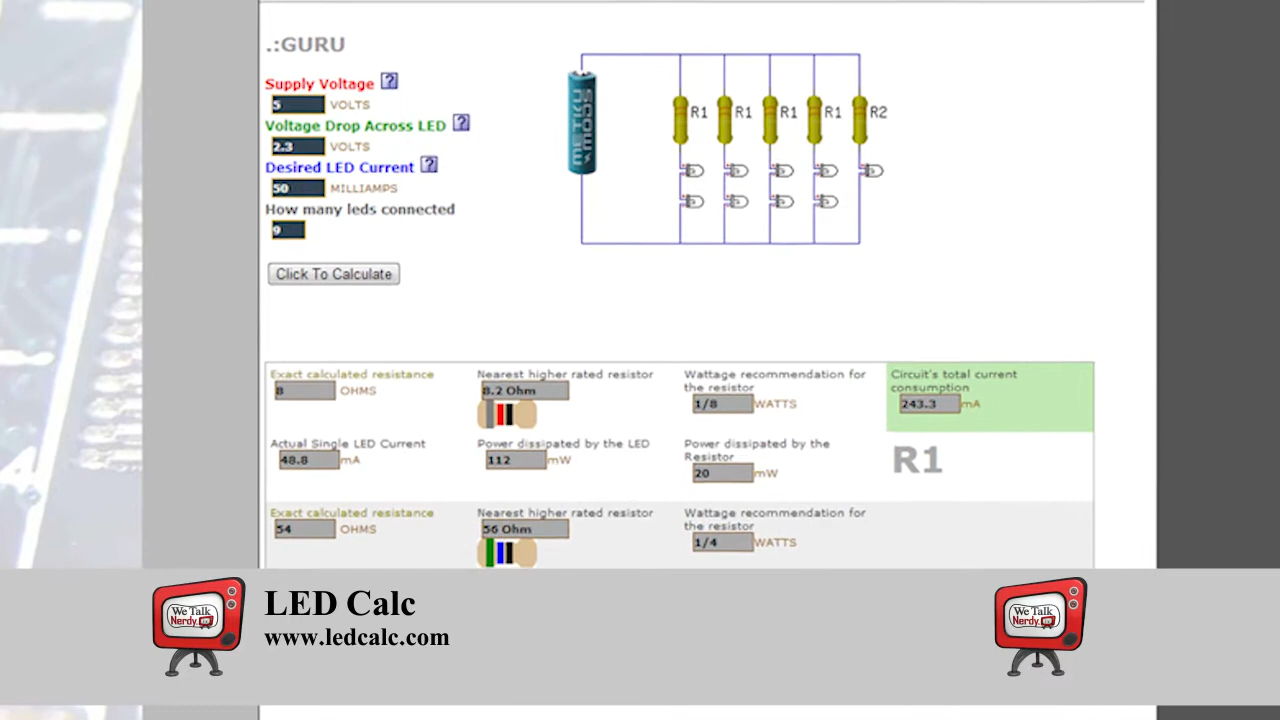 .:GURU
Supply Voltage ?
5 VOLTS
Voltage Drop Across LED ?
2.3 VOLTS
Desired LED Current ?
50 MILLIAMPS
How many leds connected
9
Click To Calculate
METKU MODS
R1 R1 R1 R1 R2
Exact calculated resistance
8 OHMS
Nearest higher rated resistor
8.2 Ohm
Wattage recommendation for
the resistor
1/8 WATTS
Circuit's total current
consumption
243.3 mA
Actual Single LED Current
48.8 mA
Power dissipated by the LED
112 mW
Power dissipated by the
Resistor
20 mW
R1
Exact calculated resistance
54 OHMS
Nearest higher rated resistor
56 Ohm
Wattage recommendation for
the resistor
1/4 WATTS
We Talk
Nerdy
LED Calc
www.ledcalc.com
We Talk
Nerdy